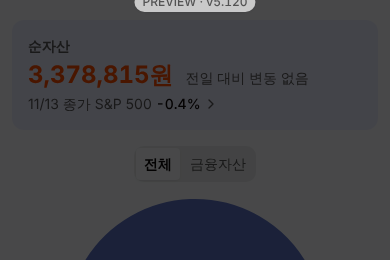 PREVIEW · v5.120
순자산
3,378,815원 전일 대비 변동 없음
11/13 종가 S&P 500 -0.4% >
전체 금융자산